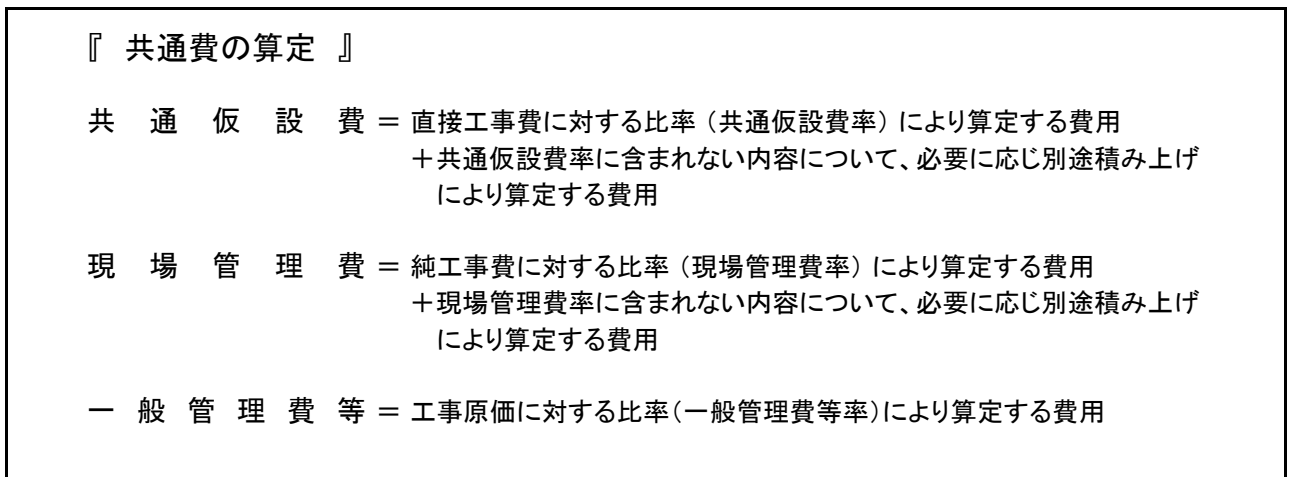 『 共通費の算定 』
共通仮設費 = 直接工事費に対する比率（共通仮設費率）により算定する費用
＋共通仮設費率に含まれない内容について、必要に応じ別途積み上げ
により算定する費用
現場管理費 = 純工事費に対する比率（現場管理費率）により算定する費用
＋現場管理費率に含まれない内容について、必要に応じ別途積み上げ
により算定する費用
一般管理費等 = 工事原価に対する比率（一般管理費等率）により算定する費用